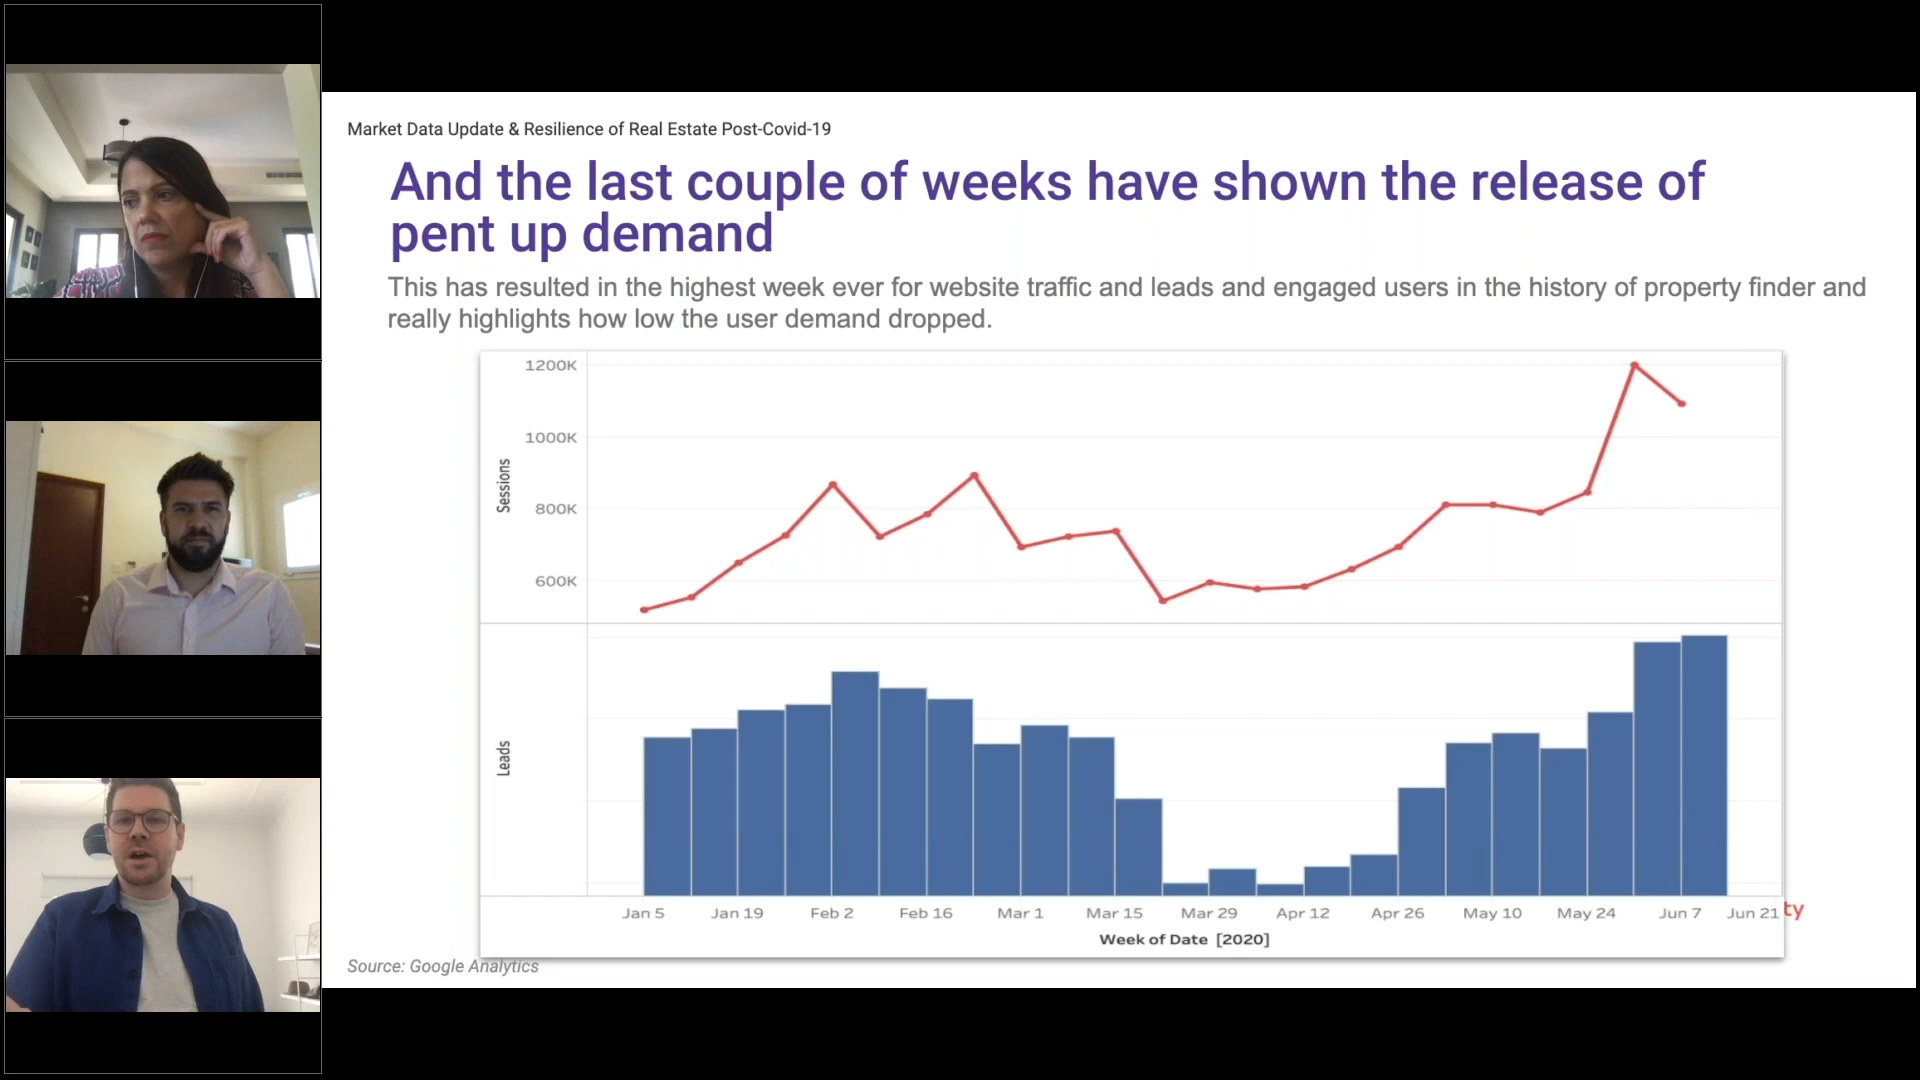 Market Data Update & Resilience of Real Estate Post-Covid-19
And the last couple of weeks have shown the release of
pent up demand
This has resulted in the highest week ever for website traffic and leads and engaged users in the history of property finder and
really highlights how low the user demand dropped.
1200K
1000K
800K
600K
Sessions
Leads
Jan 5 Jan 19 Feb 2 Feb 16 Mar 1 Mar 15 Mar 29 Apr 12 Apr 26 May 10 May 24 Jun 7 Jun 21
ty
Week of Date [2020]
Source: Google Analytics